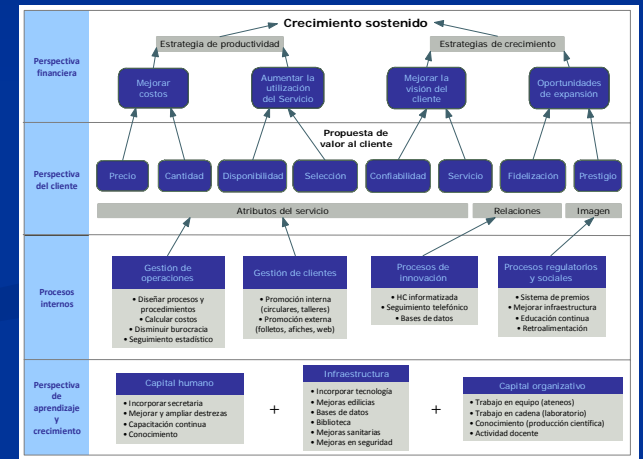 Crecimiento sostenido
Estrategia de productividad
Estrategias de crecimiento
Perspectiva
financiera
Mejorar
costos
Aumentar la
utilización
del Servicio
Mejorar la
visión del
cliente
Oportunidades
de expansión
Propuesta de
valor al cliente
Perspectiva
del cliente
Precio
Cantidad
Disponibilidad
Selección
Confiabilidad
Servicio
Fidelización
Prestigio
Atributos del servicio
Relaciones
Imagen
Procesos
internos
Gestión de
operaciones
• Diseñar procesos y
procedimientos
• Calcular costos
• Disminuir burocracia
• Seguimiento estadístico
Gestión de clientes
• Promoción interna
(circulares, talleres)
• Promoción externa
(folletos, afiches, web)
Procesos de
innovación
• HC informatizada
• Seguimiento telefónico
• Bases de datos
Procesos regulatorios
y sociales
• Sistema de premios
• Mejorar infraestructura
• Educación continua
• Retroalimentación
Perspectiva
de
aprendizaje
y
crecimiento
Capital humano
• Incorporar secretaria
• Mejorar y ampliar destrezas
• Capacitación continua
• Conocimiento
+
Infraestructura
• Incorporar tecnología
• Mejoras edilicias
• Bases de datos
• Biblioteca
• Mejoras sanitarias
• Mejoras en seguridad
+
Capital organizativo
• Trabajo en equipo (ateneos)
• Trabajo en cadena (laboratorio)
• Conocimiento (producción científica)
• Actividad docente